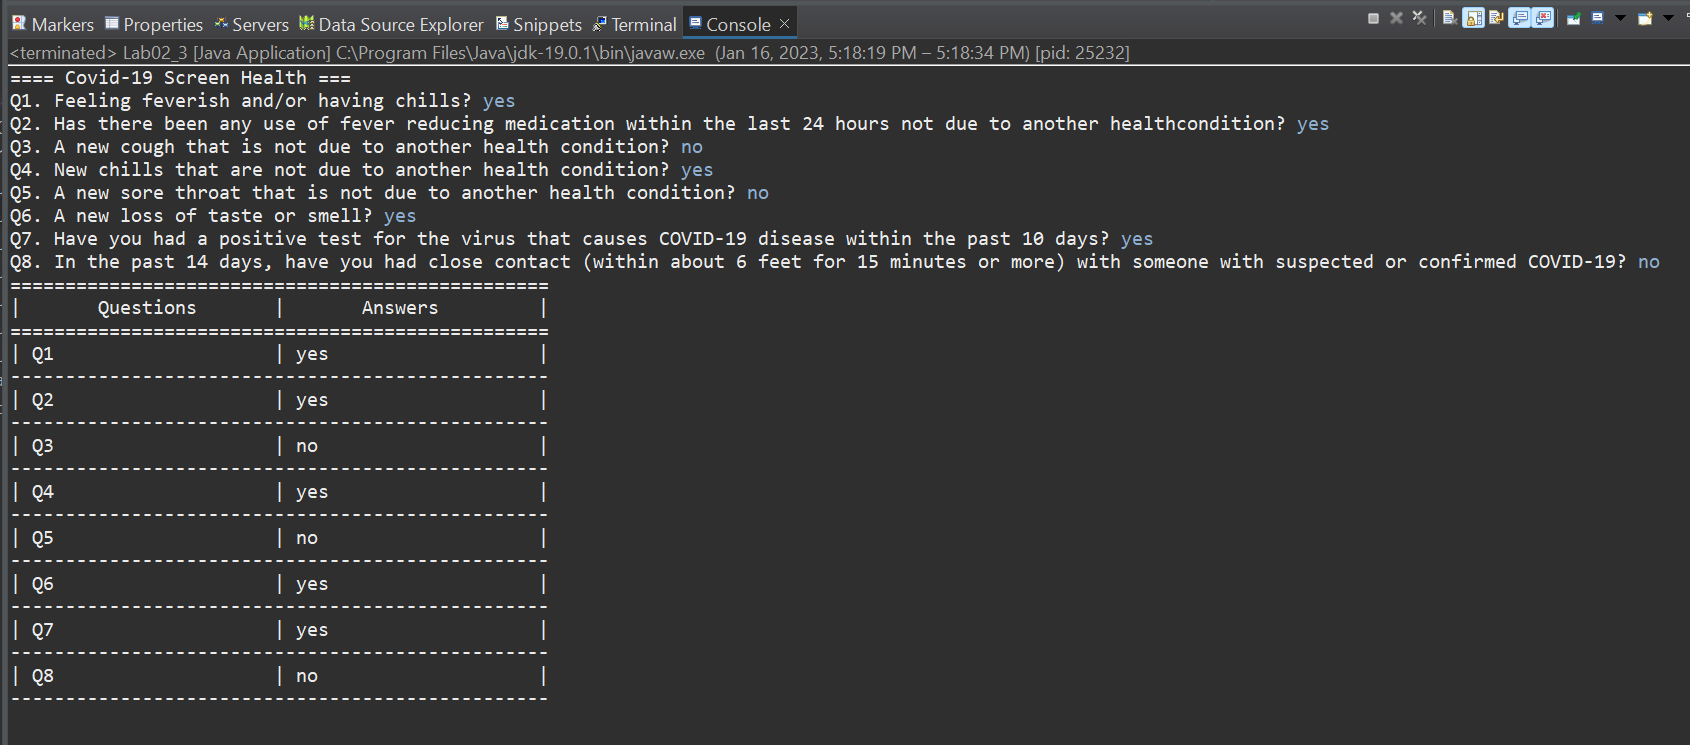 Markers Properties Servers Data Source Explorer Snippets Terminal Console
<terminated> Lab02_3 [Java Application] C:\Program Files\Java\jdk-19.0.1\bin\javaw.exe (Jan 16, 2023, 5:18:19 PM – 5:18:34 PM) [pid: 25232]
==== Covid-19 Screen Health ===
Q1. Feeling feverish and/or having chills? yes
Q2. Has there been any use of fever reducing medication within the last 24 hours not due to another healthcondition? yes
Q3. A new cough that is not due to another health condition? no
Q4. New chills that are not due to another health condition? yes
Q5. A new sore throat that is not due to another health condition? no
Q6. A new loss of taste or smell? yes
Q7. Have you had a positive test for the virus that causes COVID-19 disease within the past 10 days? yes
Q8. In the past 14 days, have you had close contact (within about 6 feet for 15 minutes or more) with someone with suspected or confirmed COVID-19? no
=================================================
|       Questions       |       Answers         |
=================================================
| Q1                    | yes                   |
-------------------------------------------------
| Q2                    | yes                   |
-------------------------------------------------
| Q3                    | no                    |
-------------------------------------------------
| Q4                    | yes                   |
-------------------------------------------------
| Q5                    | no                    |
-------------------------------------------------
| Q6                    | yes                   |
-------------------------------------------------
| Q7                    | yes                   |
-------------------------------------------------
| Q8                    | no                    |
-------------------------------------------------